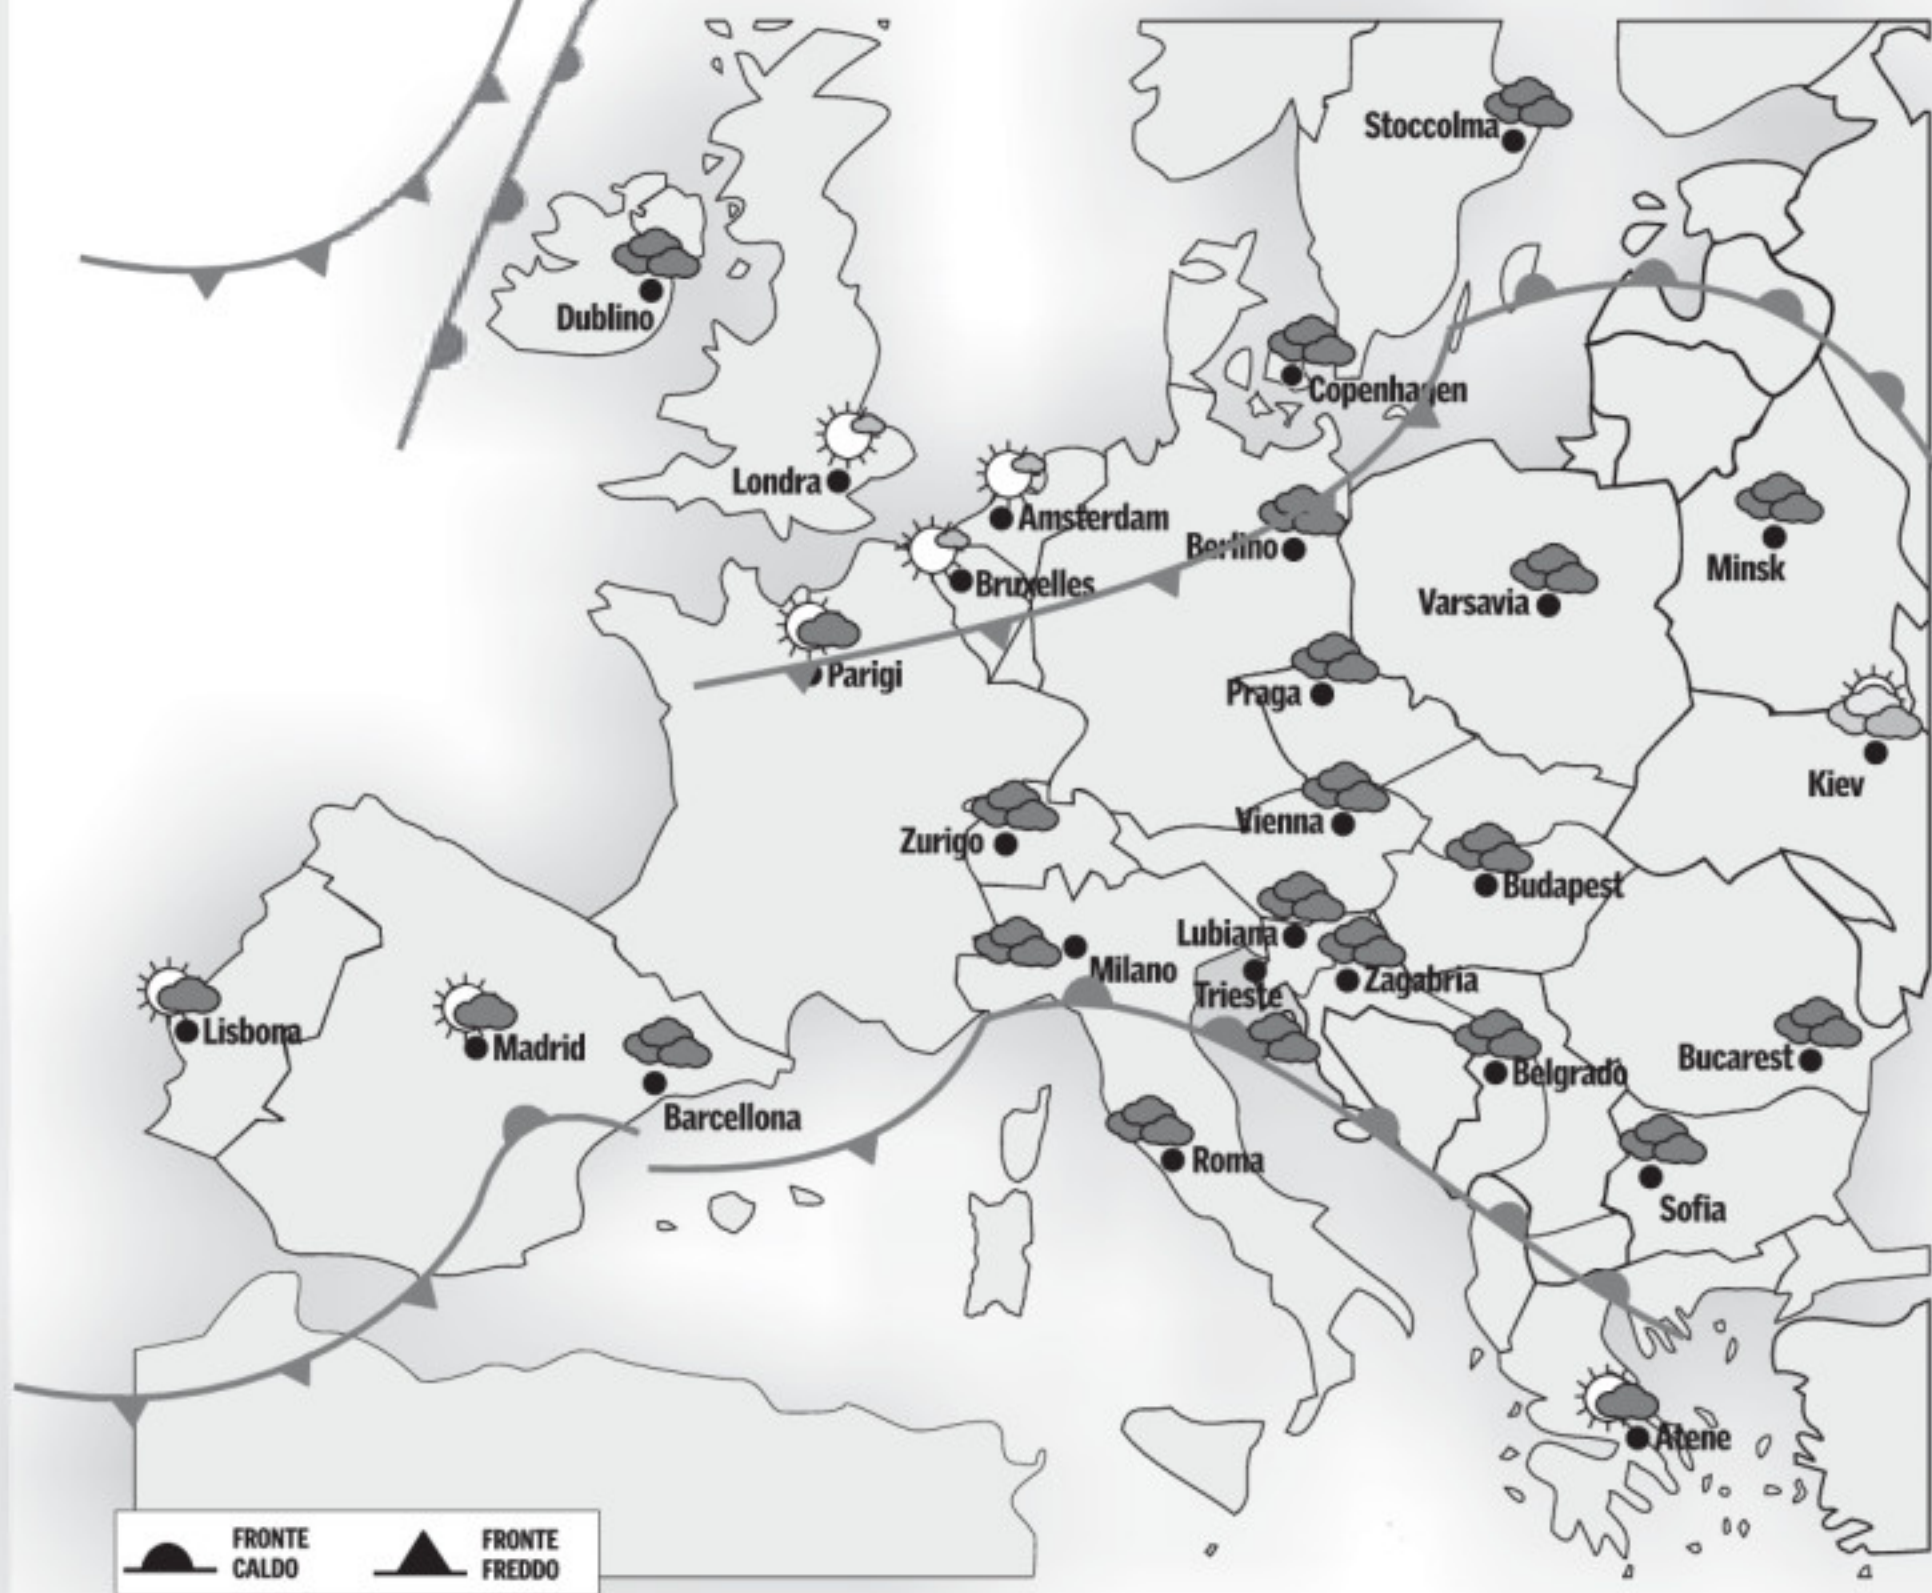 Stoccolma
Dublino
Copenhagen
Londra
Amsterdam
Berlino
Bruxelles
Minsk
Varsavia
Parigi
Praga
Kiev
Vienna
Zurigo
Budapest
Lubiana
Milano
Zagabria
Trieste
Lisbona
Madrid
Bucarest
Belgrado
Barcellona
Roma
Sofia
Atene
FRONTE
CALDO
FRONTE
FREDDO